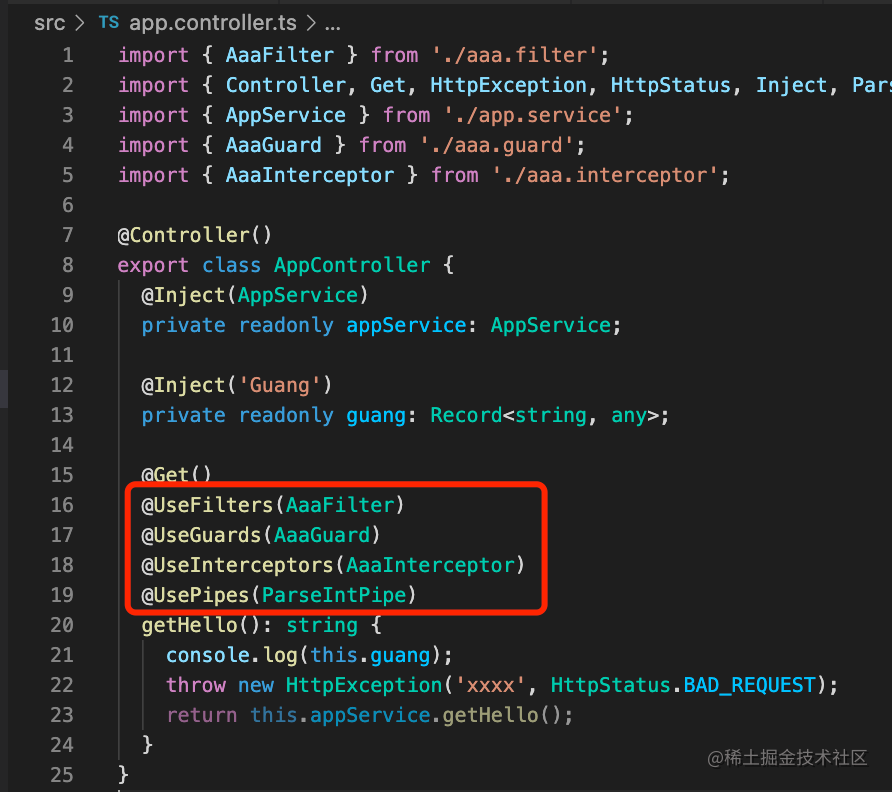 src > TS app.controller.ts > ...
1 import { AaaFilter } from './aaa.filter';
2 import { Controller, Get, HttpException, HttpStatus, Inject, Pars
3 import { AppService } from './app.service';
4 import { AaaGuard } from './aaa.guard';
5 import { AaaInterceptor } from './aaa.interceptor';
6
7 @Controller()
8 export class AppController {
9 @Inject(AppService)
10 private readonly appService: AppService;
11
12 @Inject('Guang')
13 private readonly guang: Record<string, any>;
14
15 @Get()
16 @UseFilters(AaaFilter)
17 @UseGuards(AaaGuard)
18 @UseInterceptors(AaaInterceptor)
19 @UsePipes(ParseIntPipe)
20 getHello(): string {
21 console.log(this.guang);
22 throw new HttpException('xxxx', HttpStatus.BAD_REQUEST);
23 return this.appService.getHello();
24 }
25 }
@稀土掘金技术社区